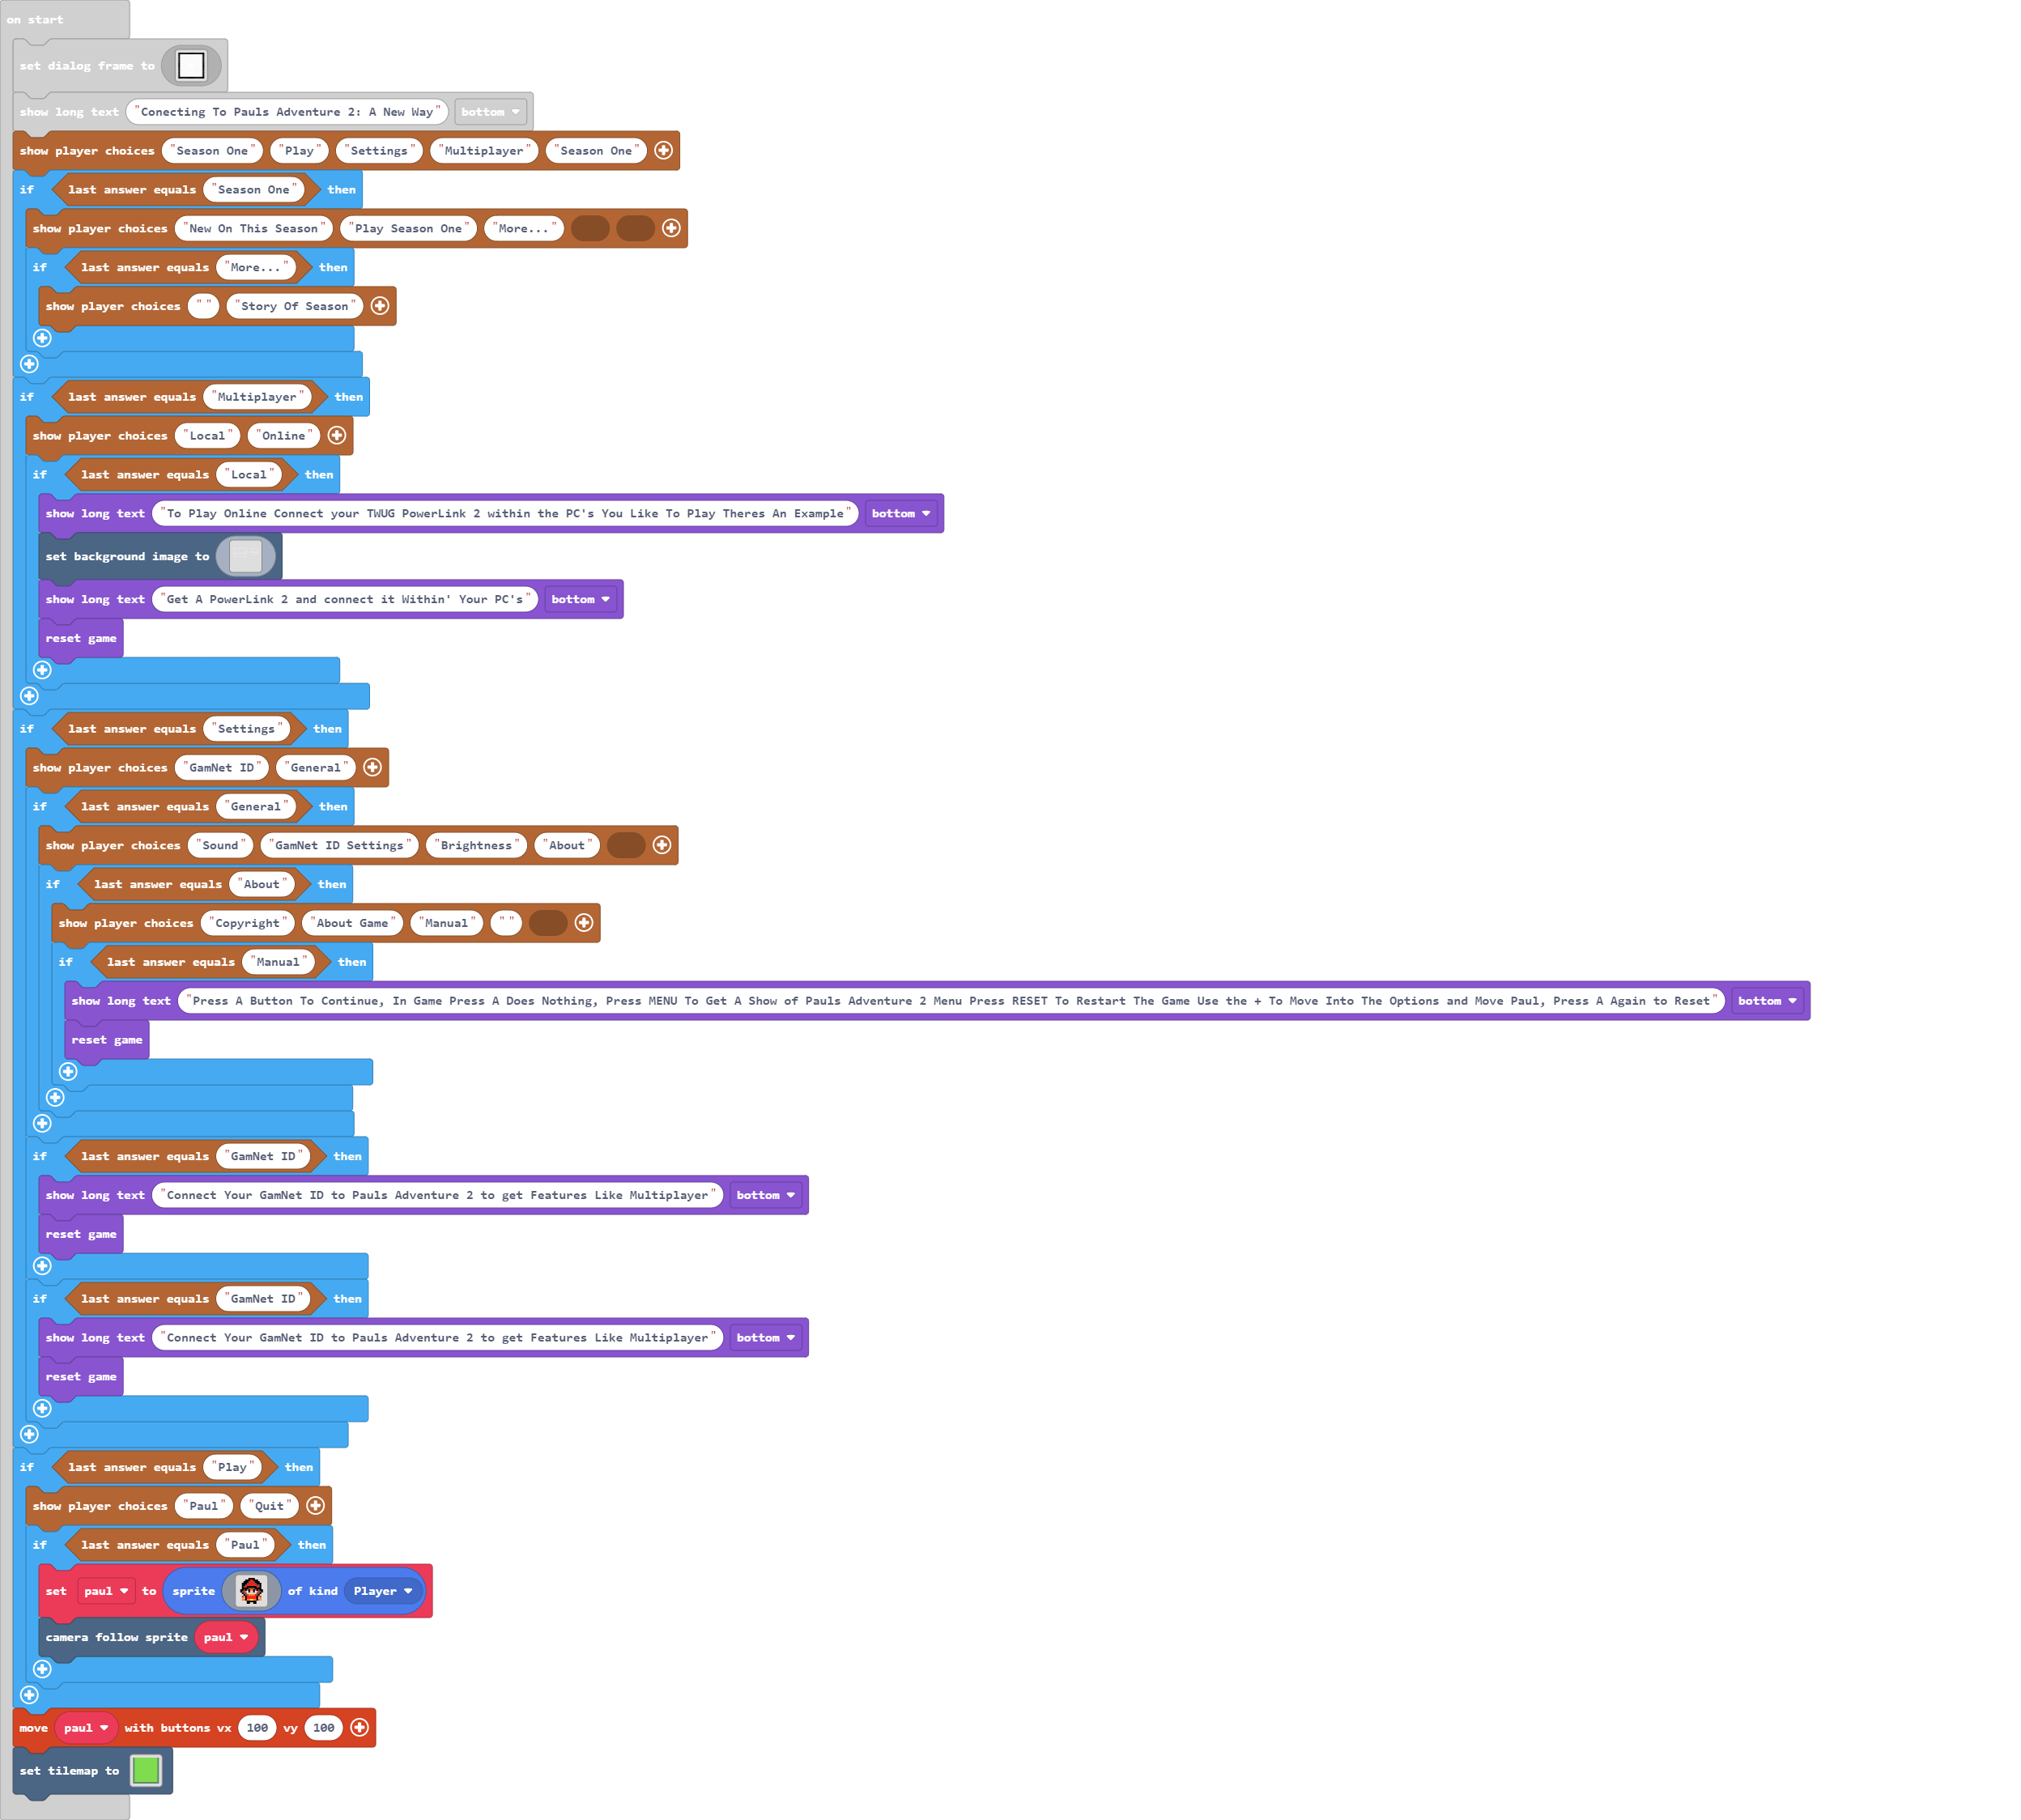 on start
set dialog frame to
show long text "Conecting To Pauls Adventure 2: A New Way" bottom
show player choices "Season One" "Play" "Settings" "Multiplayer" "Season One"
if last answer equals "Season One" then
show player choices "New On This Season" "Play Season One" "More..."
if last answer equals "More..." then
show player choices " " "Story Of Season"
if last answer equals "Multiplayer" then
show player choices "Local" "Online"
if last answer equals "Local" then
show long text "To Play Online Connect your TWUG PowerLink 2 within the PC's You Like To Play Theres An Example" bottom
set background image to
show long text "Get A PowerLink 2 and connect it Within' Your PC's" bottom
reset game
if last answer equals "Settings" then
show player choices "GamNet ID" "General"
if last answer equals "General" then
show player choices "Sound" "GamNet ID Settings" "Brightness" "About"
if last answer equals "About" then
show player choices "Copyright" "About Game" "Manual" " "
if last answer equals "Manual" then
show long text "Press A Button To Continue, In Game Press A Does Nothing, Press MENU To Get A Show of Pauls Adventure 2 Menu Press RESET To Restart The Game Use the + To Move Into The Options and Move Paul, Press A Again to Reset" bottom
reset game
if last answer equals "GamNet ID" then
show long text "Connect Your GamNet ID to Pauls Adventure 2 to get Features Like Multiplayer" bottom
reset game
if last answer equals "GamNet ID" then
show long text "Connect Your GamNet ID to Pauls Adventure 2 to get Features Like Multiplayer" bottom
reset game
if last answer equals "Play" then
show player choices "Paul" "Quit"
if last answer equals "Paul" then
set paul to sprite of kind Player
camera follow sprite paul
move paul with buttons vx 100 vy 100
set tilemap to